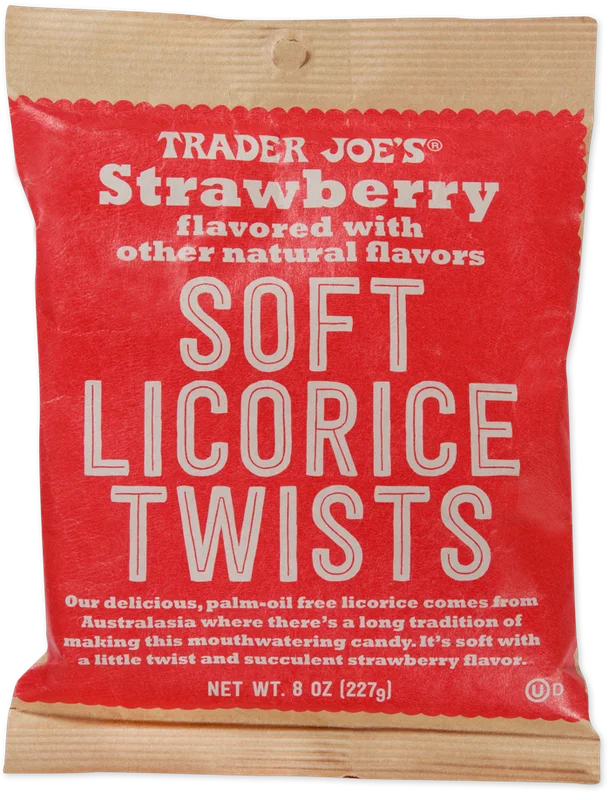 TRADER JOE'S®
Strawberry
flavored with
other natural flavors
SOFT
LICORICE
TWISTS
Our delicious, palm-oil free licorice comes from
Australasia where there's a long tradition of
making this mouthwatering candy. It's soft with
a little twist and succulent strawberry flavor.
NET WT. 8 OZ (227g)
U D